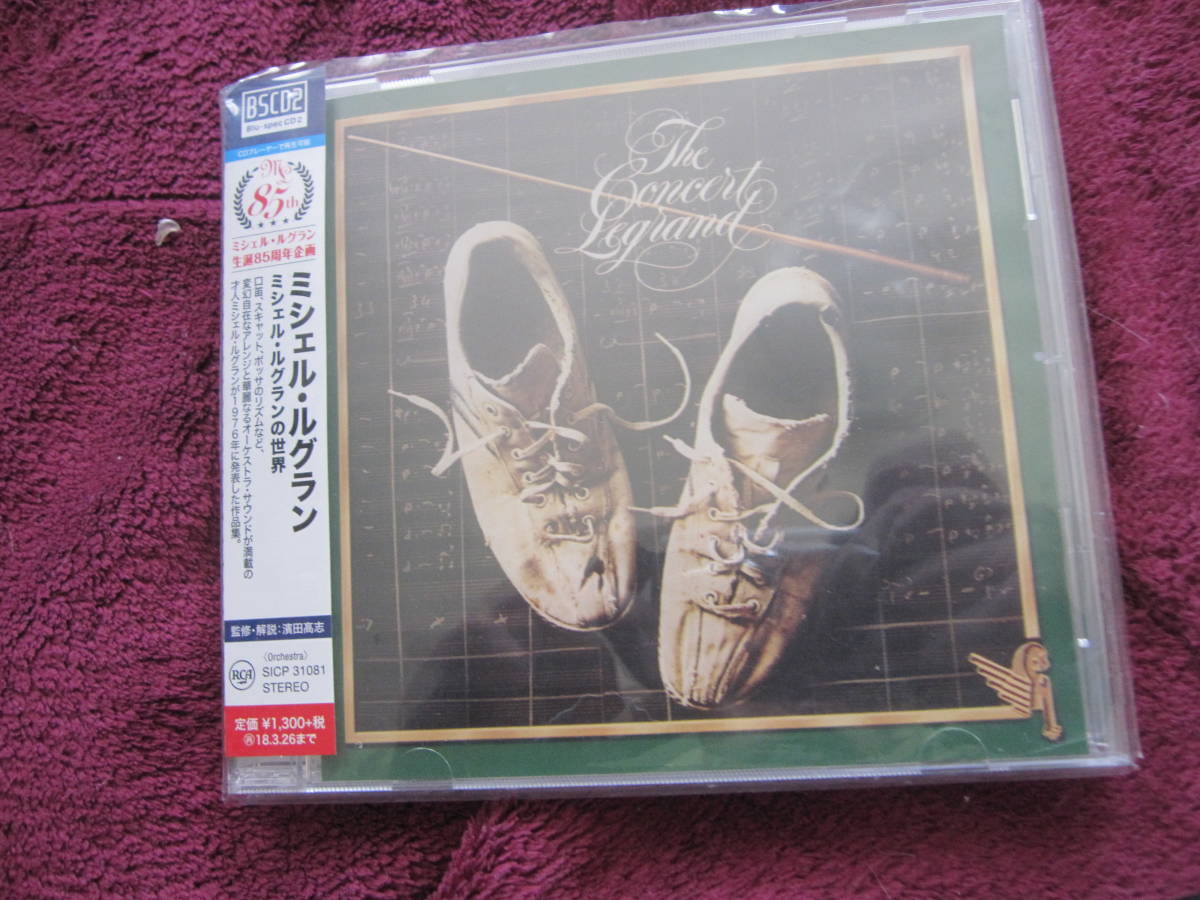 BSCD2
Blu-spec CD 2
CDプレーヤーで再生可能
85th
ミシェル・ルグラン
生誕85周年企画
ミシェル・ルグラン
ミシェル・ルグランの世界
口笛、スキャット、ボッサのリズムなど、
変幻自在なアレンジと華麗なるオーケストラ・サウンドが満載の
才人ミシェル・ルグランが1976年に発表した作品集。
監修・解説：濱田髙志
RCA
〈Orchestra〉
SICP 31081
STEREO
定価 ¥1,300+税
㋐18.3.26まで
The
Concert
Legrand